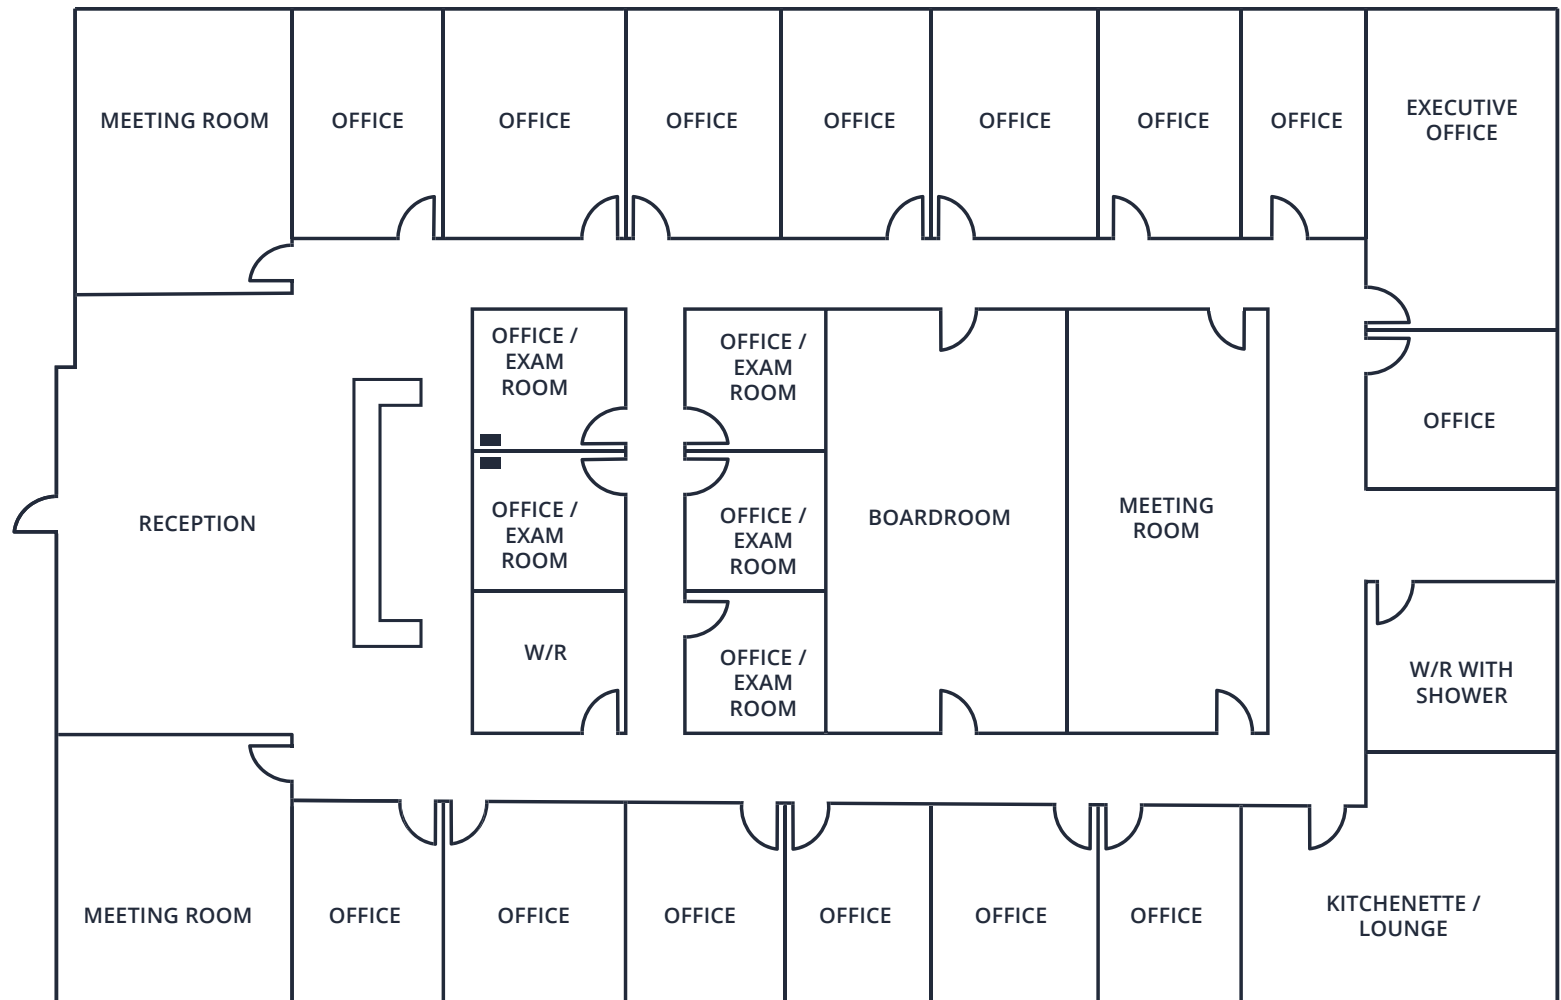 MEETING ROOM
OFFICE
OFFICE
OFFICE
OFFICE
OFFICE
OFFICE
OFFICE
EXECUTIVE
OFFICE
OFFICE /
EXAM
ROOM
OFFICE /
EXAM
ROOM
OFFICE
RECEPTION
OFFICE /
EXAM
ROOM
OFFICE /
EXAM
ROOM
BOARDROOM
MEETING
ROOM
W/R
OFFICE /
EXAM
ROOM
W/R WITH
SHOWER
MEETING ROOM
OFFICE
OFFICE
OFFICE
OFFICE
OFFICE
OFFICE
KITCHENETTE /
LOUNGE